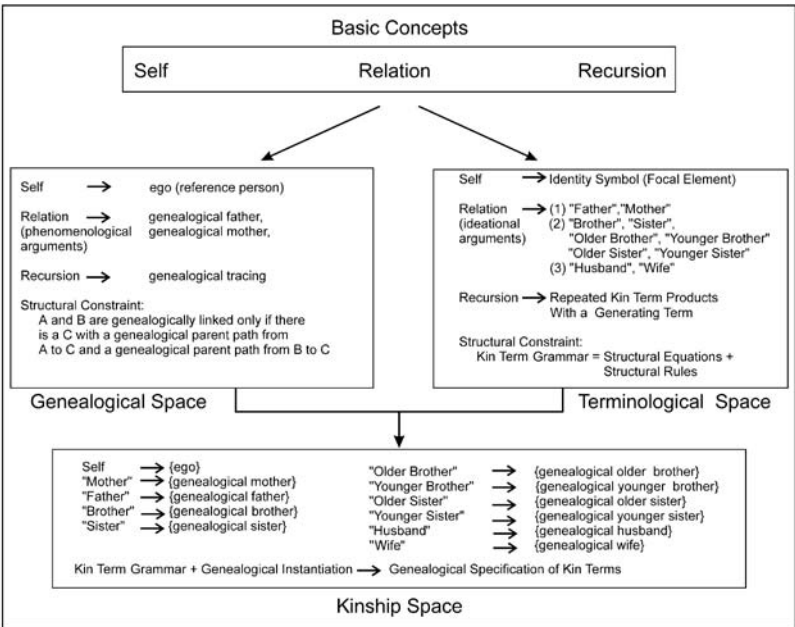 Basic Concepts
Self Relation Recursion
Self → ego (reference person)
Relation → genealogical father,
(phenomenological genealogical mother,
arguments)
Recursion → genealogical tracing
Structural Constraint:
A and B are genealogically linked only if there
is a C with a genealogical parent path from
A to C and a genealogical parent path from B to C
Genealogical Space
Self → Identity Symbol (Focal Element)
Relation → (1) "Father","Mother"
(ideational (2) "Brother", "Sister",
arguments) "Older Brother", "Younger Brother"
"Older Sister", "Younger Sister"
(3) "Husband", "Wife"
Recursion → Repeated Kin Term Products
With a Generating Term
Structural Constraint:
Kin Term Grammar = Structural Equations +
Structural Rules
Terminological Space
Self → {ego}
"Mother" → {genealogical mother}
"Father" → {genealogical father}
"Brother" → {genealogical brother}
"Sister" → {genealogical sister}
"Older Brother" → {genealogical older brother}
"Younger Brother" → {genealogical younger brother}
"Older Sister" → {genealogical older sister}
"Younger Sister" → {genealogical younger sister}
"Husband" → {genealogical husband}
"Wife" → {genealogical wife}
Kin Term Grammar + Genealogical Instantiation → Genealogical Specification of Kin Terms
Kinship Space